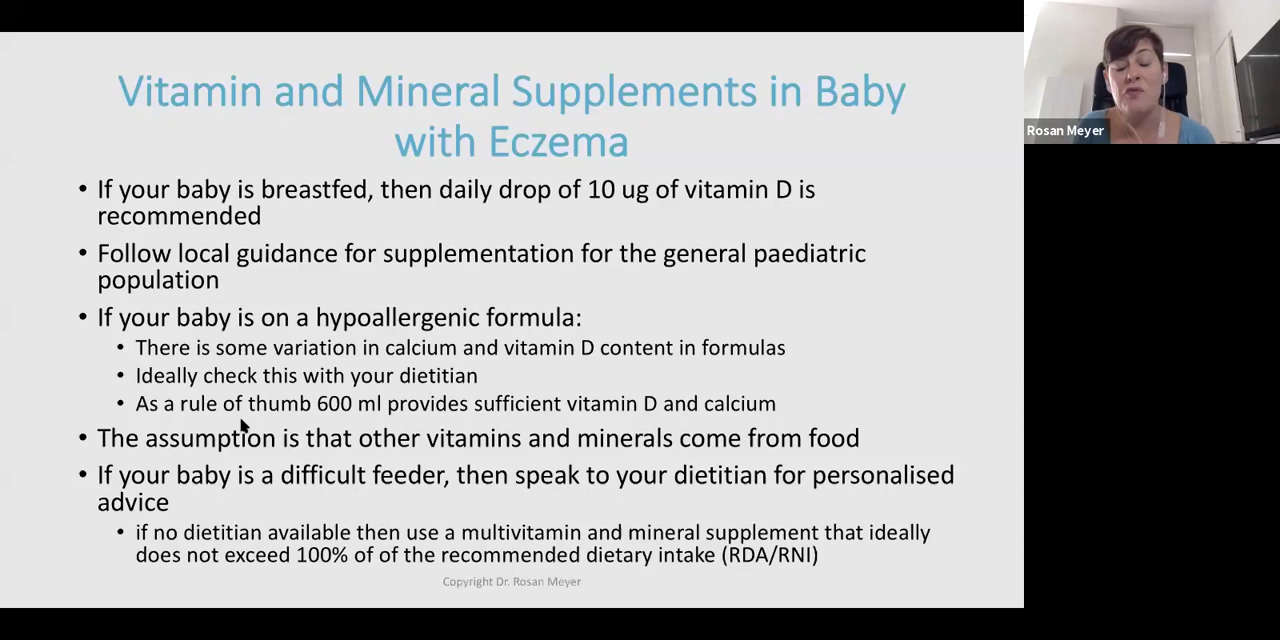 Vitamin and Mineral Supplements in Baby
with Eczema
• If your baby is breastfed, then daily drop of 10 ug of vitamin D is
recommended
• Follow local guidance for supplementation for the general paediatric
population
• If your baby is on a hypoallergenic formula:
• There is some variation in calcium and vitamin D content in formulas
• Ideally check this with your dietitian
• As a rule of thumb 600 ml provides sufficient vitamin D and calcium
• The assumption is that other vitamins and minerals come from food
• If your baby is a difficult feeder, then speak to your dietitian for personalised
advice
• if no dietitian available then use a multivitamin and mineral supplement that ideally
does not exceed 100% of of the recommended dietary intake (RDA/RNI)
Copyright Dr. Rosan Meyer
Rosan Meyer